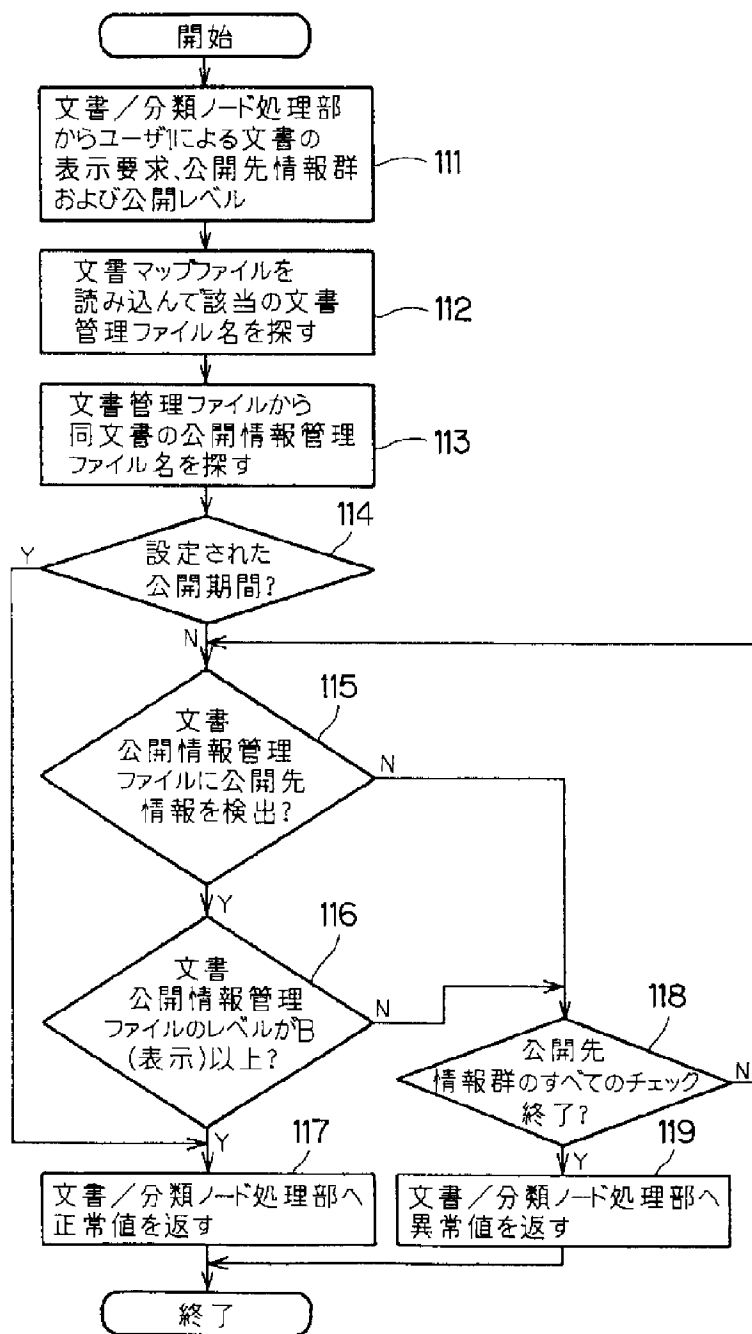 開始
文書／分類ノード処理部
からユーザ1による文書の
表示要求、公開先情報群
および公開レベル
111
文書マップファイルを
読み込んで該当の文書
管理ファイル名を探す
112
文書管理ファイルから
同文書の公開情報管理
ファイル名を探す
113
114
Y
設定された
公開期間?
N
115
文書
公開情報管理
ファイルに公開先
情報を検出?
N
Y
116
文書
公開情報管理
ファイルのレベルがB
(表示)以上?
N
118
公開先
情報群のすべてのチェック
終了?
N
Y
Y
117
文書／分類ノード処理部へ
正常値を返す
119
文書／分類ノード処理部へ
異常値を返す
終了